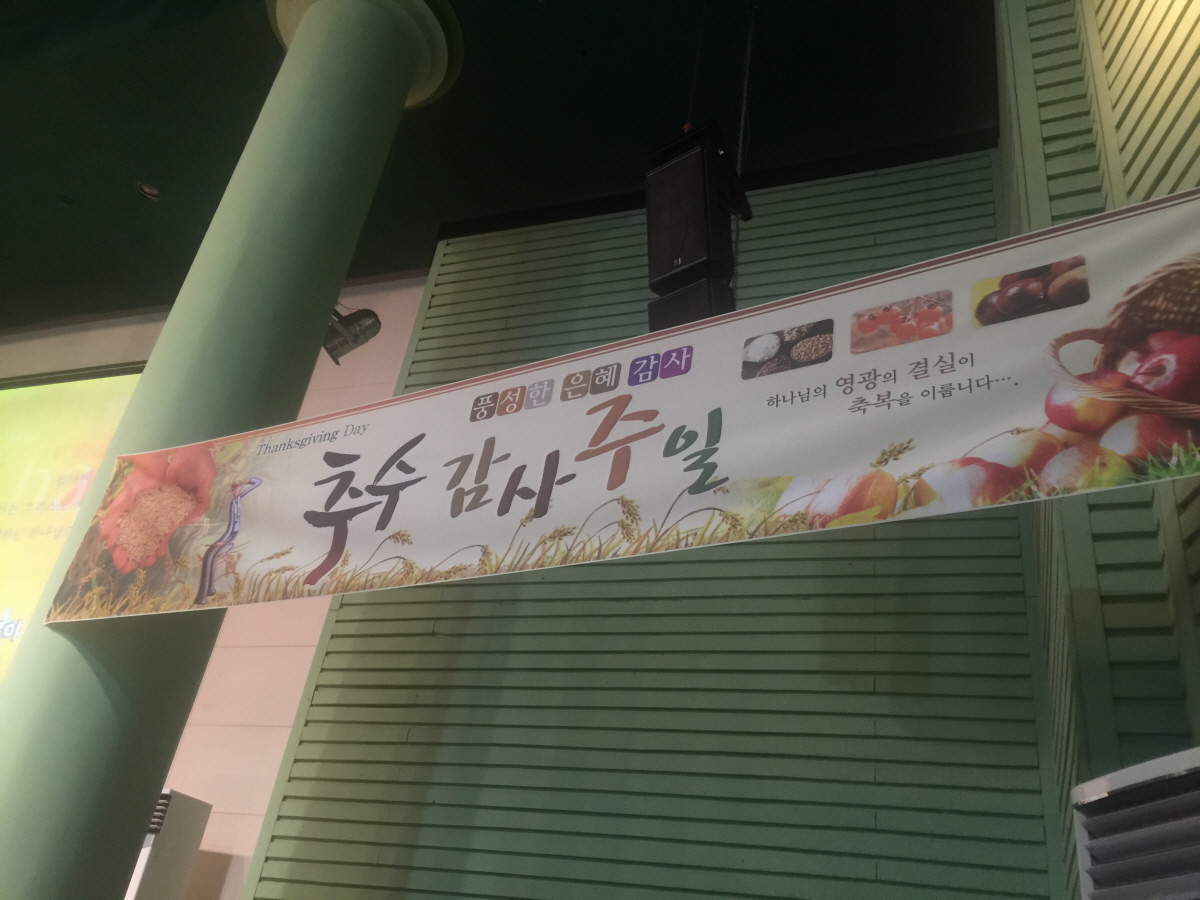 Thanksgiving Day
풍성한 은혜 감사
추수 감사 주일
하나님의 영광의 결실이
축복을 이룹니다….